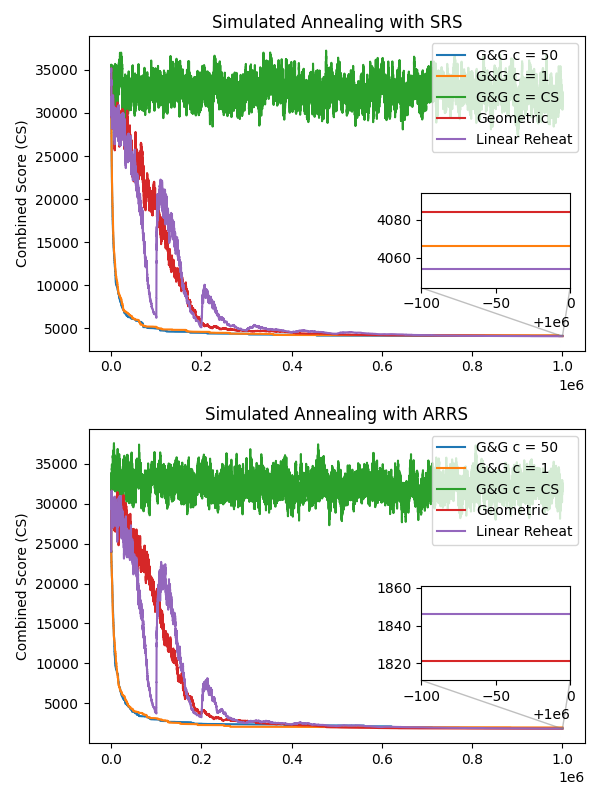 Simulated Annealing with SRS
Combined Score (CS)
35000
30000
25000
20000
15000
10000
5000
G&G c = 50
G&G c = 1
G&G c = CS
Geometric
Linear Reheat
4080
4060
−100
−50
0
+1e6
0.0
0.2
0.4
0.6
0.8
1.0
1e6
Simulated Annealing with ARRS
Combined Score (CS)
35000
30000
25000
20000
15000
10000
5000
G&G c = 50
G&G c = 1
G&G c = CS
Geometric
Linear Reheat
1860
1840
1820
−100
−50
0
+1e6
0.0
0.2
0.4
0.6
0.8
1.0
1e6